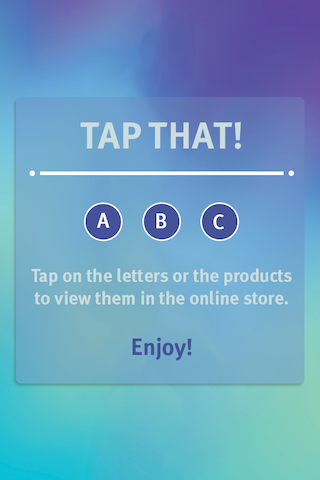 TAP THAT!
A B C
Tap on the letters or the products
to view them in the online store.
Enjoy!